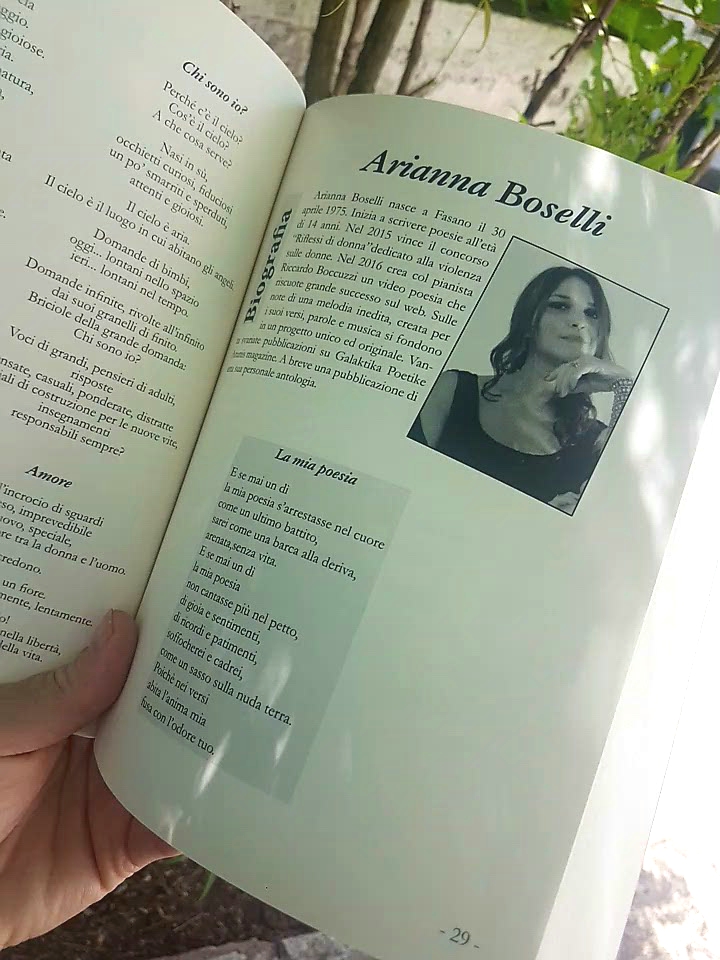 oggio.
gioiose.
ria.
natura,
Chi sono io?
Perché c'è il cielo?
Cos'è il cielo?
A che cosa serve?
Nasi in sù,
occhietti curiosi, fiduciosi
un po' smarriti e sperduti,
attenti e gioiosi.
Il cielo è aria.
Il cielo è il luogo in cui abitano gli angeli.
Domande di bimbi,
oggi... lontani nello spazio
ieri... lontani nel tempo.
Domande infinite, rivolte all'infinito
dai suoi granelli di finito.
Briciole della grande domanda:
Chi sono io?
Voci di grandi, pensieri di adulti,
risposte.
casuali, ponderate, distratte
di costruzione per le nuove vite,
insegnamenti
responsabili sempre?
Amore
l'incrocio di sguardi
imprevedibile
speciale,
tra la donna e l'uomo.
credono.
un fiore.
lentamente.
nella libertà,
della vita.
Arianna Boselli
Biografia
Arianna Boselli nasce a Fasano il 30
aprile 1975. Inizia a scrivere poesie all'età
di 14 anni. Nel 2015 vince il concorso
"Riflessi di donna"dedicato alla violenza
sulle donne. Nel 2016 crea col pianista
Riccardo Boccuzzi un video poesia che
riscuote grande successo sul web. Sulle
note di una melodia inedita, creata per
i suoi versi, parole e musica si fondono
in un progetto unico ed originale. Van-
ta svariate pubblicazioni su Galaktika Poetike
magazine. A breve una pubblicazione di
una sua personale antologia.
La mia poesia
E se mai un di
la mia poesia s'arrestasse nel cuore
come un ultimo battito,
sarei come una barca alla deriva,
arenata,senza vita.
E se mai un di
la mia poesia
non cantasse più nel petto,
di gioia e sentimenti,
di ricordi e patimenti,
soffocherei e cadrei,
come un sasso sulla nuda terra.
Poichè nei versi
abita l'anima mia
fusa con l'odore tuo.
- 29 -